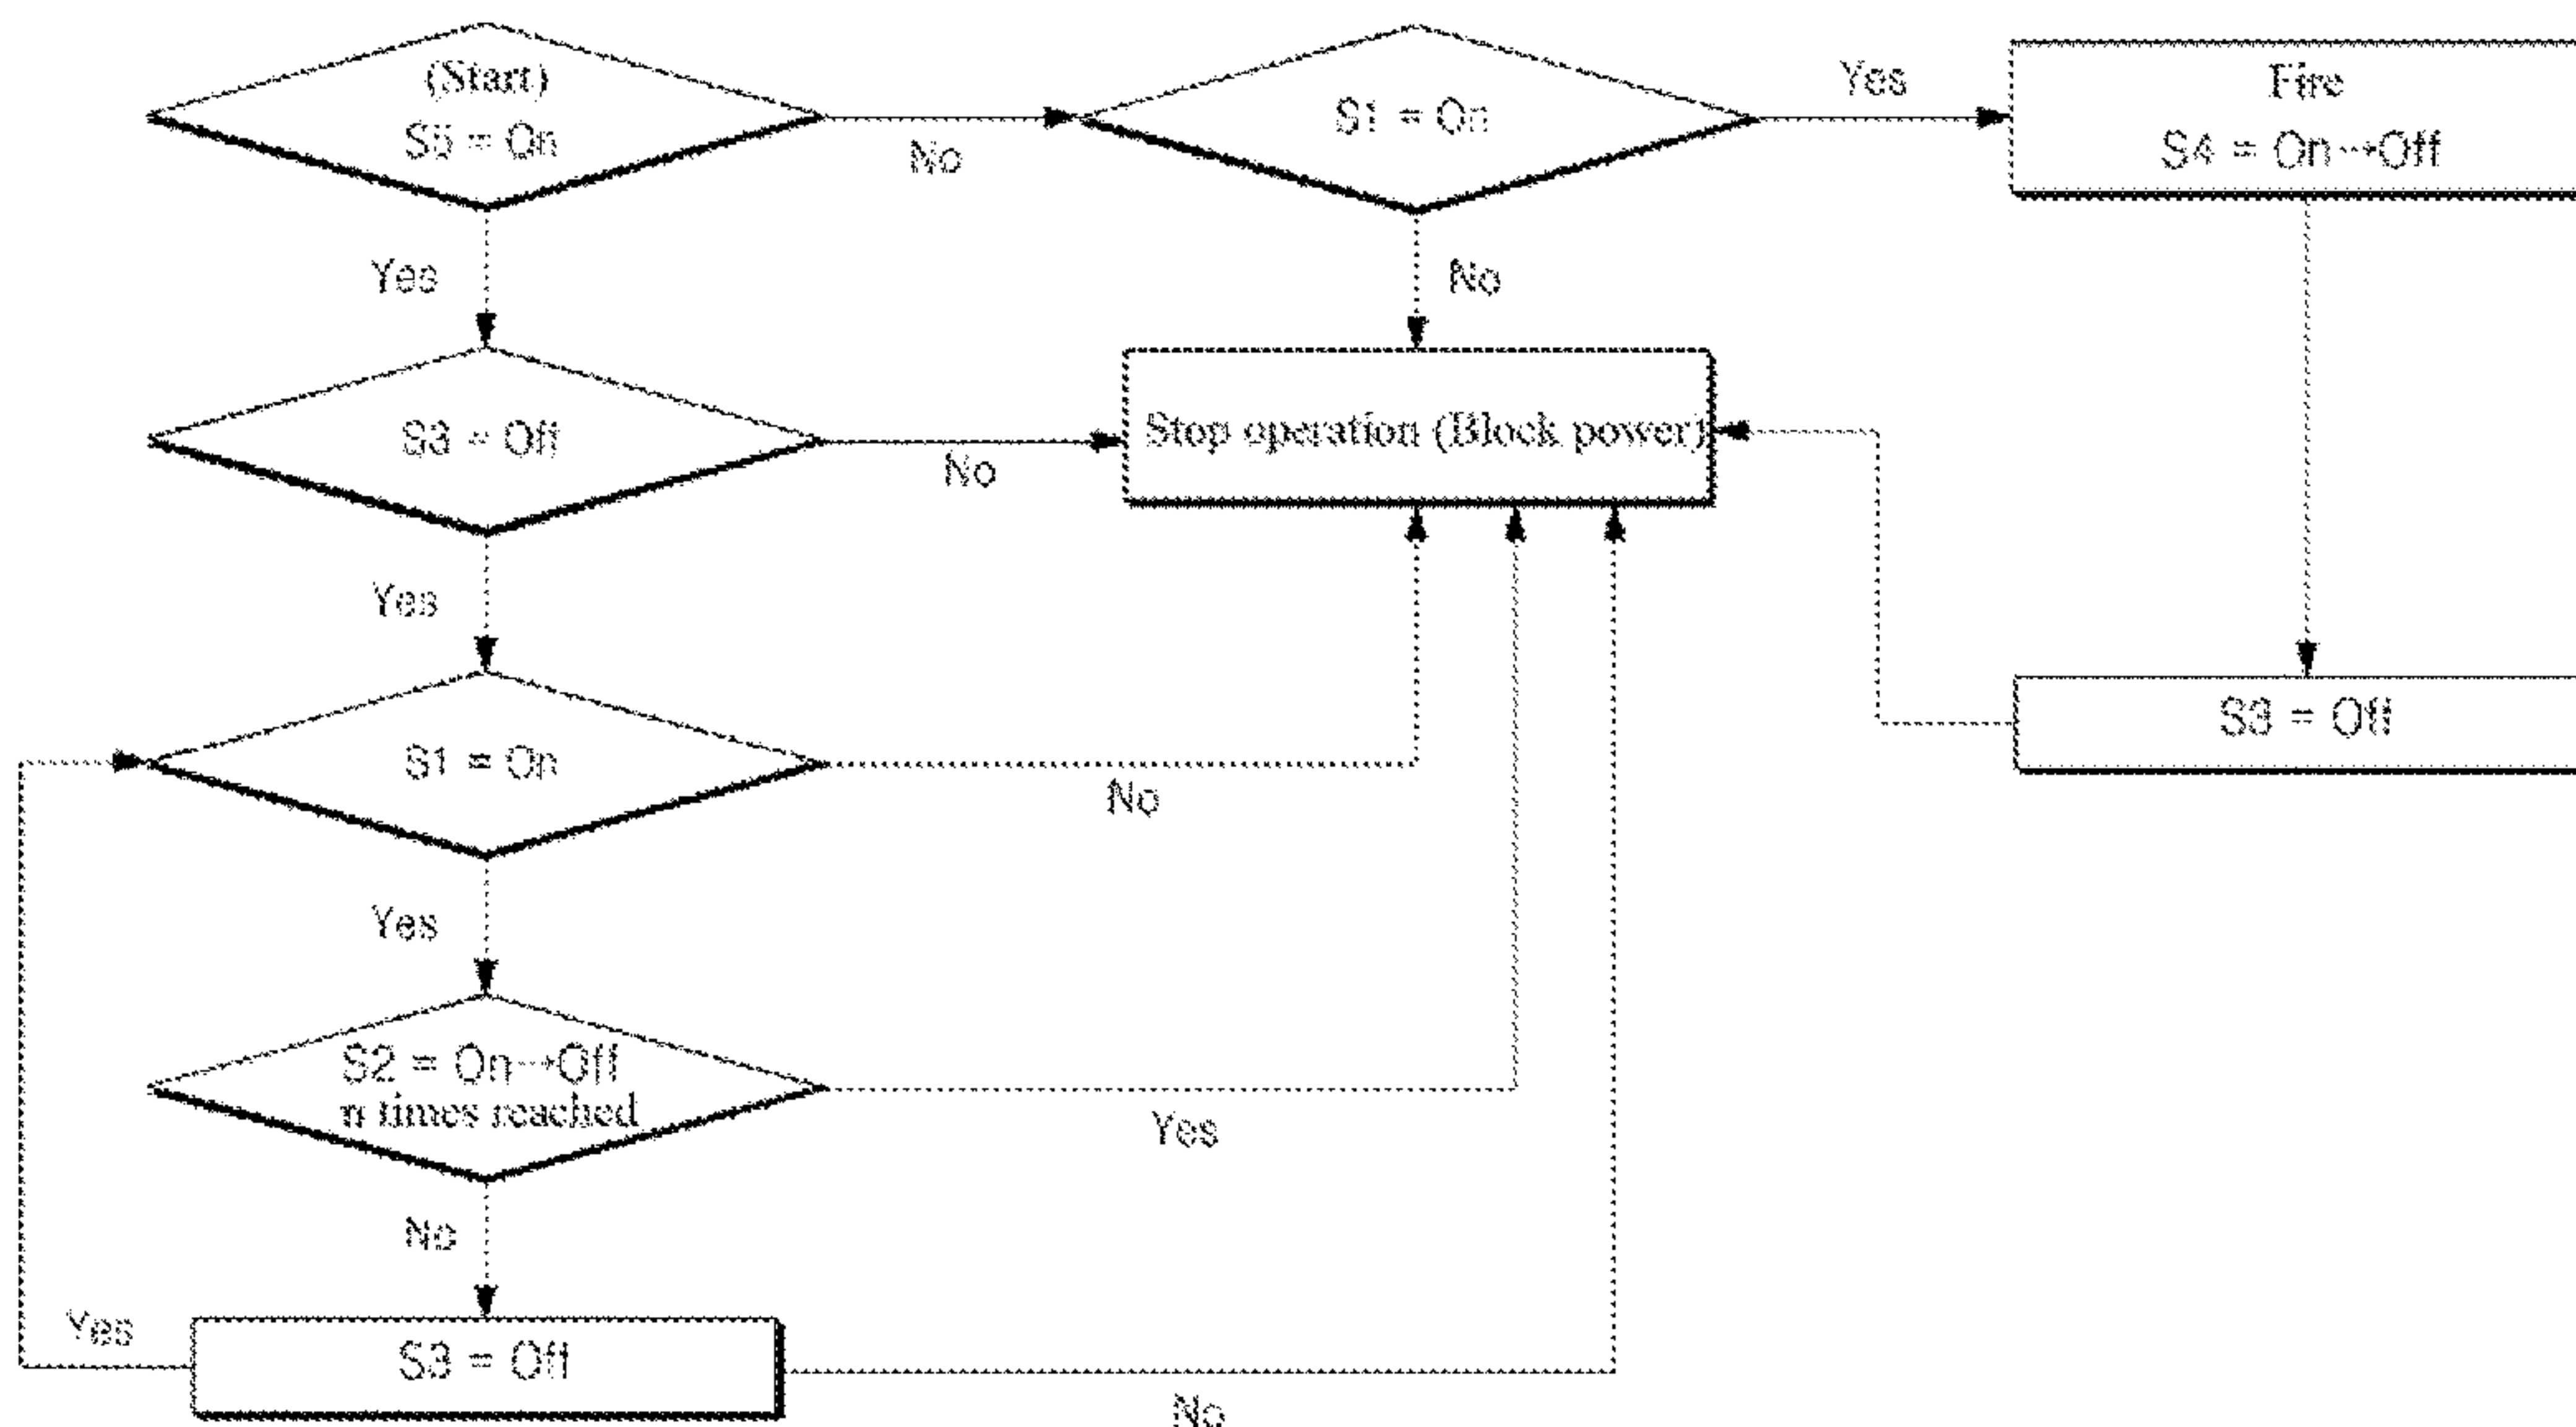 (Start)
S5 = On
No
S1 = On
Yes
Fire
S4 = On→Off
Yes
No
S3 = Off
No
Stop operation (Block power)
Yes
S1 = On
No
S3 = Off
Yes
S2 = On→Off
n times reached
Yes
No
Yes
S3 = Off
No